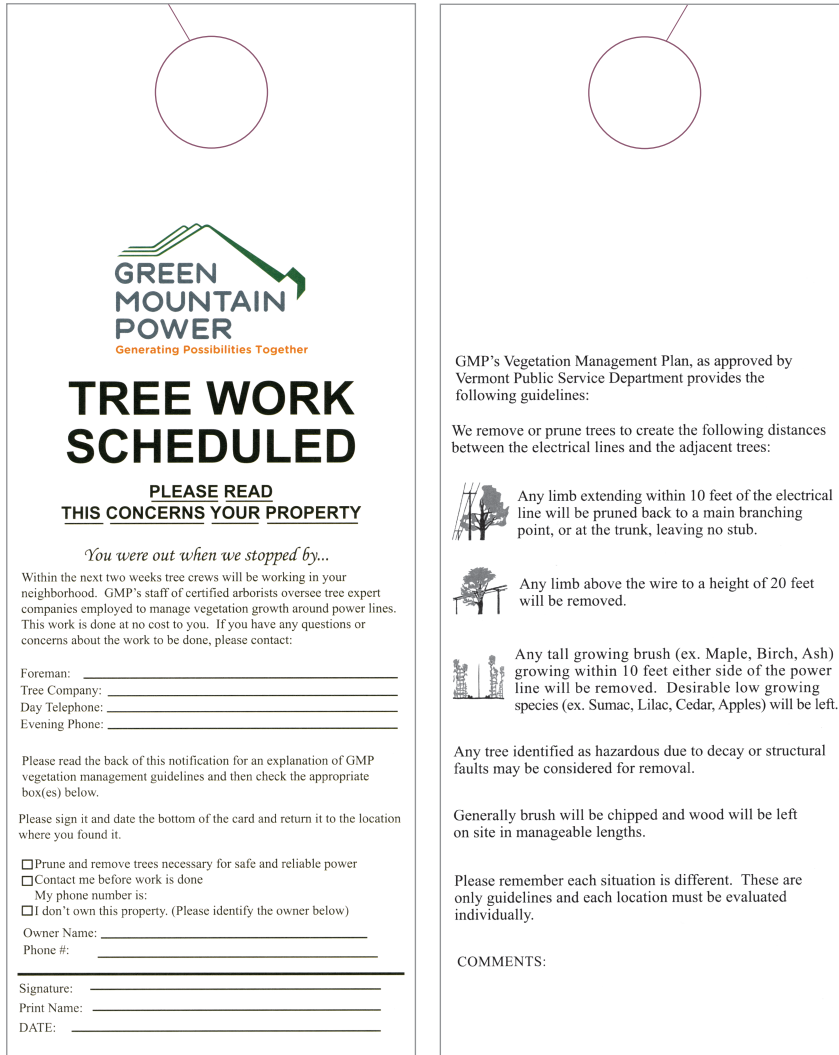 GREEN
MOUNTAIN
POWER
Generating Possibilities Together
TREE WORK
SCHEDULED
PLEASE READ
THIS CONCERNS YOUR PROPERTY
You were out when we stopped by...
Within the next two weeks tree crews will be working in your
neighborhood. GMP's staff of certified arborists oversee tree expert
companies employed to manage vegetation growth around power lines.
This work is done at no cost to you. If you have any questions or
concerns about the work to be done, please contact:
Foreman:
Tree Company:
Day Telephone:
Evening Phone:
Please read the back of this notification for an explanation of GMP
vegetation management guidelines and then check the appropriate
box(es) below.
Please sign it and date the bottom of the card and return it to the location
where you found it.
Prune and remove trees necessary for safe and reliable power
Contact me before work is done
My phone number is:
I don't own this property. (Please identify the owner below)
Owner Name:
Phone #:
Signature:
Print Name:
DATE:
GMP's Vegetation Management Plan, as approved by
Vermont Public Service Department provides the
following guidelines:
We remove or prune trees to create the following distances
between the electrical lines and the adjacent trees:
Any limb extending within 10 feet of the electrical
line will be pruned back to a main branching
point, or at the trunk, leaving no stub.
Any limb above the wire to a height of 20 feet
will be removed.
Any tall growing brush (ex. Maple, Birch, Ash)
growing within 10 feet either side of the power
line will be removed. Desirable low growing
species (ex. Sumac, Lilac, Cedar, Apples) will be left.
Any tree identified as hazardous due to decay or structural
faults may be considered for removal.
Generally brush will be chipped and wood will be left
on site in manageable lengths.
Please remember each situation is different. These are
only guidelines and each location must be evaluated
individually.
COMMENTS: